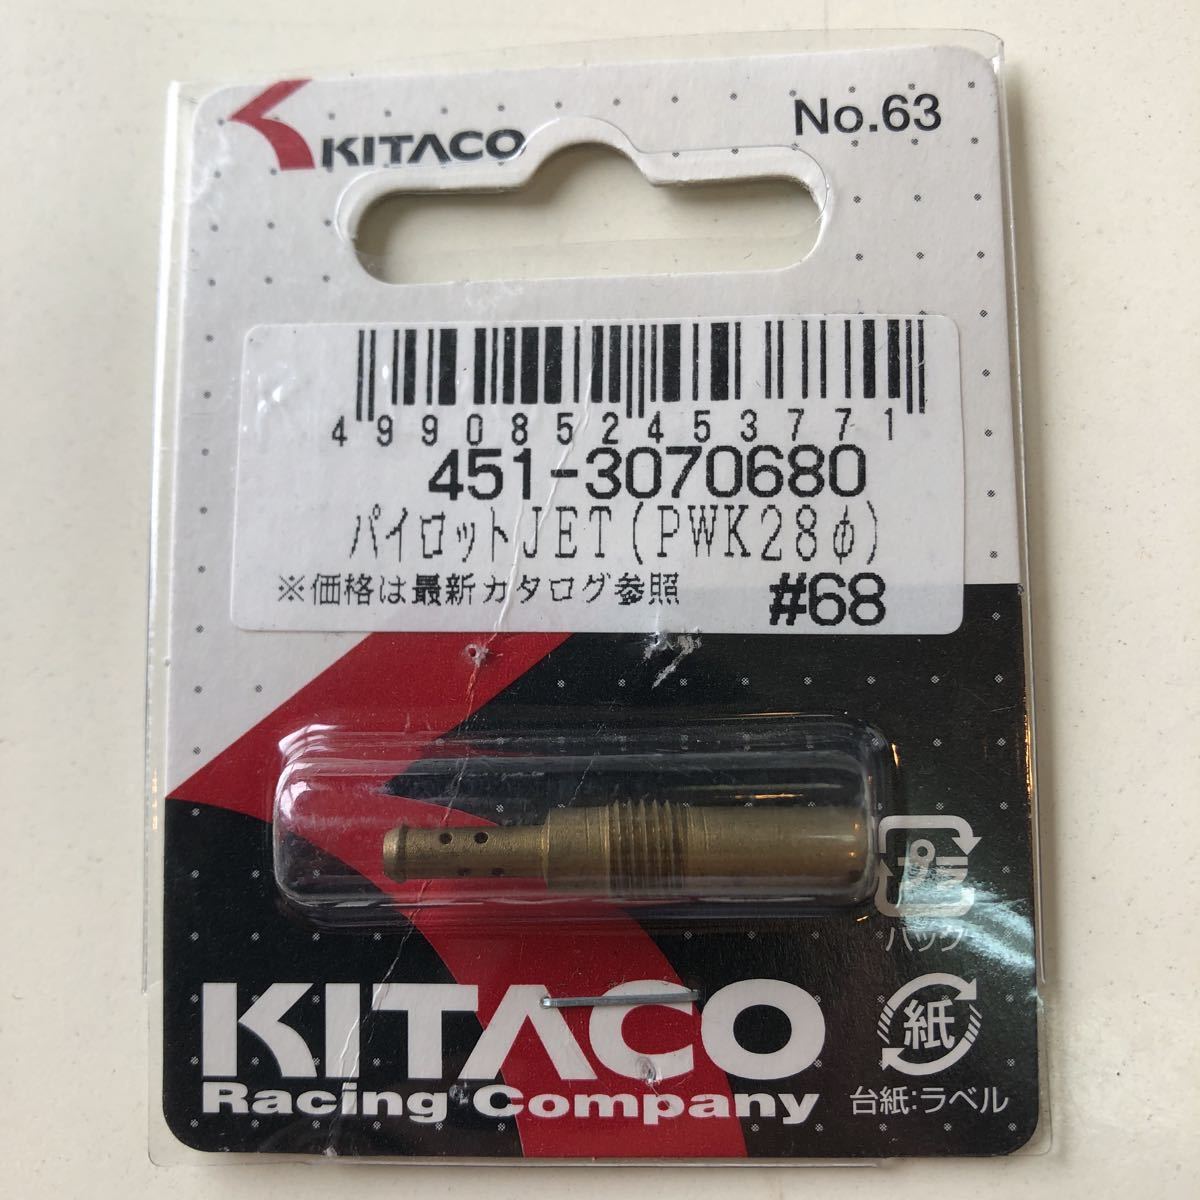 KITACO
No.63
4990852453771
451-3070680
パイロットJET(PWK28φ)
※価格は最新カタログ参照 #68
プラ
パック
KITACO
Racing Company
紙
台紙:ラベル